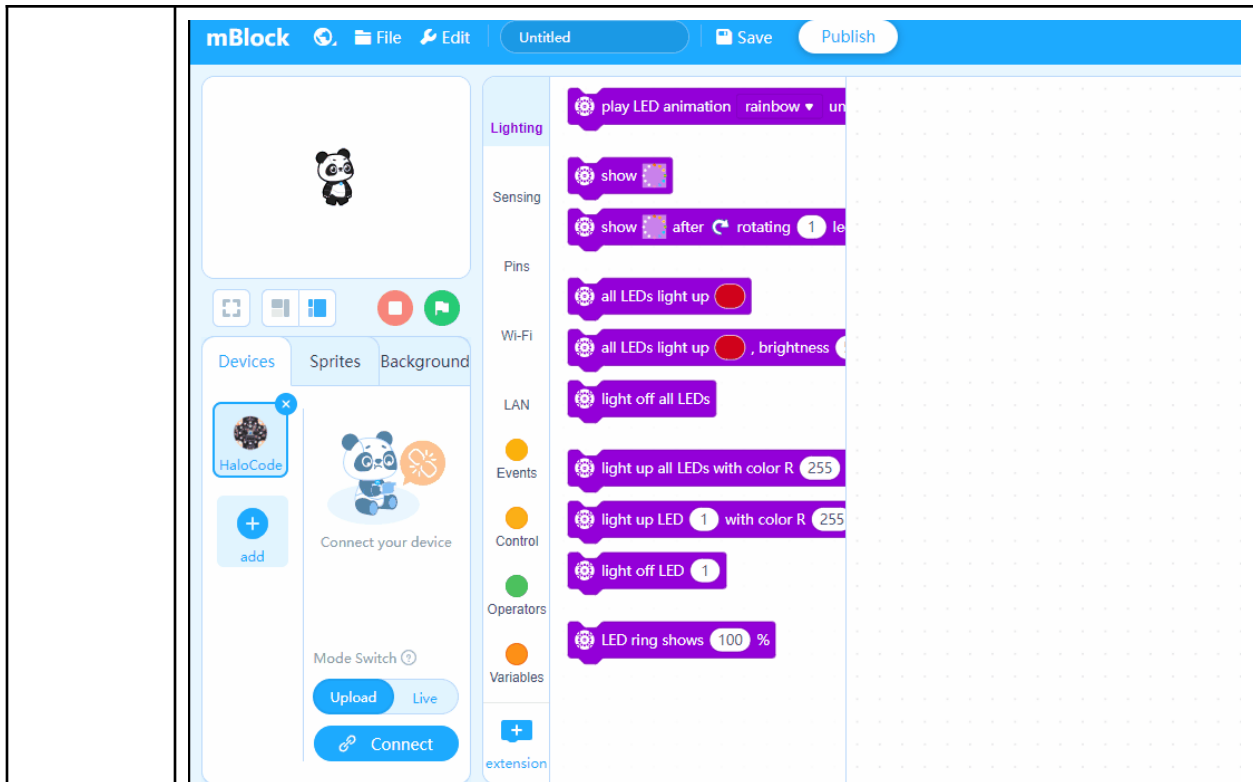 mBlock File Edit Untitled Save Publish
Lighting
Sensing
Pins
Wi-Fi
LAN
Events
Control
Operators
Variables
extension
play LED animation rainbow un
show
show after rotating 1 le
all LEDs light up
all LEDs light up , brightness
light off all LEDs
light up all LEDs with color R 255
light up LED 1 with color R 255
light off LED 1
LED ring shows 100 %
Devices Sprites Background
HaloCode
add
Connect your device
Mode Switch ?
Upload Live
Connect